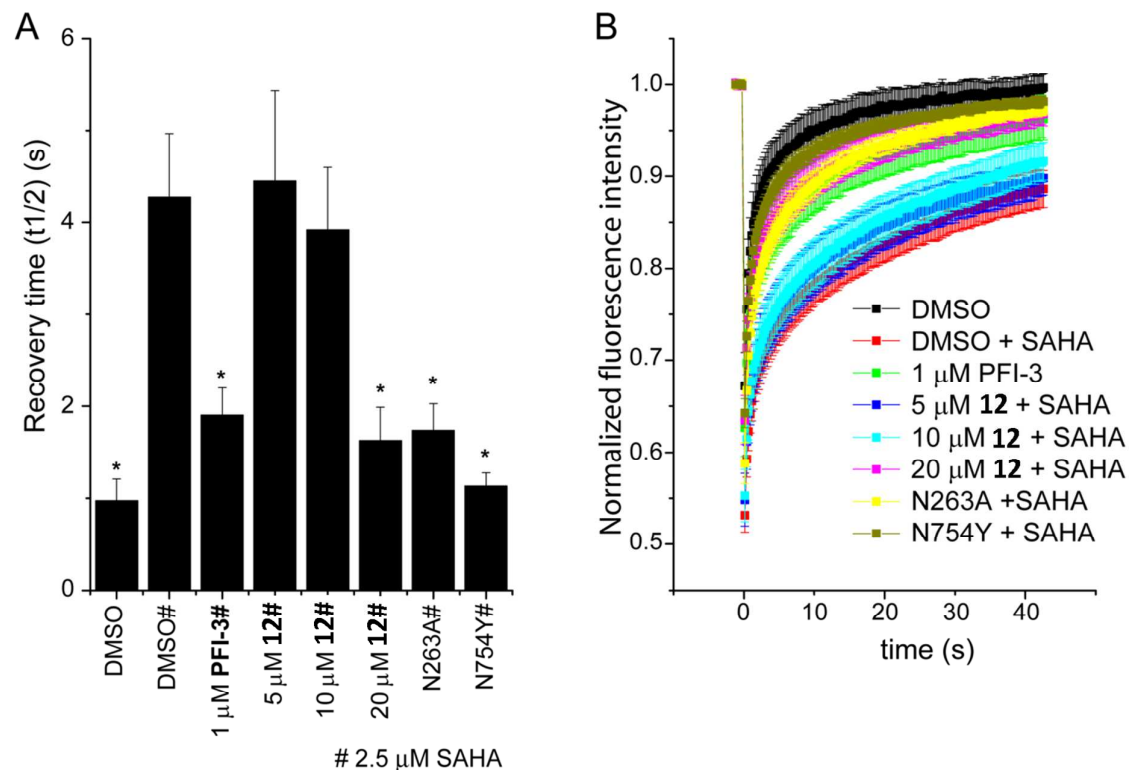 A
Recovery time (t1/2) (s)
6
4
2
0
*
*
*
*
*
DMSO
DMSO#
1 μM PFI-3#
5 μM 12#
10 μM 12#
20 μM 12#
N263A#
N754Y#
# 2.5 μM SAHA
B
Normalized fluorescence intensity
1.0
0.9
0.8
0.7
0.6
0.5
DMSO
DMSO + SAHA
1 μM PFI-3
5 μM 12 + SAHA
10 μM 12 + SAHA
20 μM 12 + SAHA
N263A +SAHA
N754Y + SAHA
0
10
20
30
40
time (s)